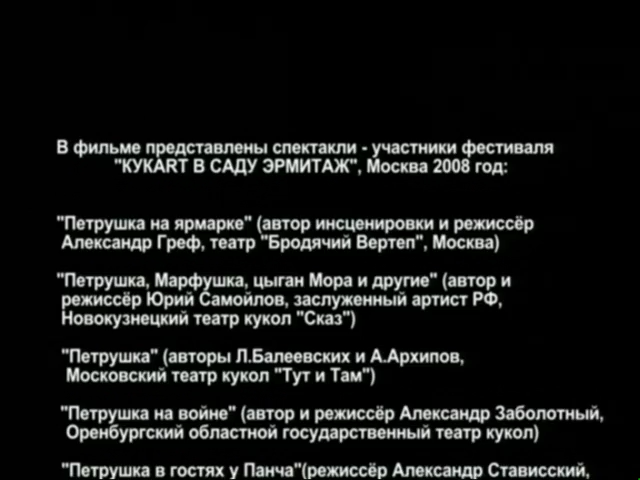 В фильме представлены спектакли - участники фестиваля
"КУКART В САДУ ЭРМИТАЖ", Москва 2008 год:
"Петрушка на ярмарке" (автор инсценировки и режиссёр
Александр Греф, театр "Бродячий Вертеп", Москва)
"Петрушка, Марфушка, цыган Мора и другие" (автор и
режиссёр Юрий Самойлов, заслуженный артист РФ,
Новокузнецкий театр кукол "Сказ")
"Петрушка" (авторы Л.Балеевских и А.Архипов,
Московский театр кукол "Тут и Там")
"Петрушка на войне" (автор и режиссёр Александр Заболотный,
Оренбургский областной государственный театр кукол)
"Петрушка в гостях у Панча"(режиссёр Александр Стависский,